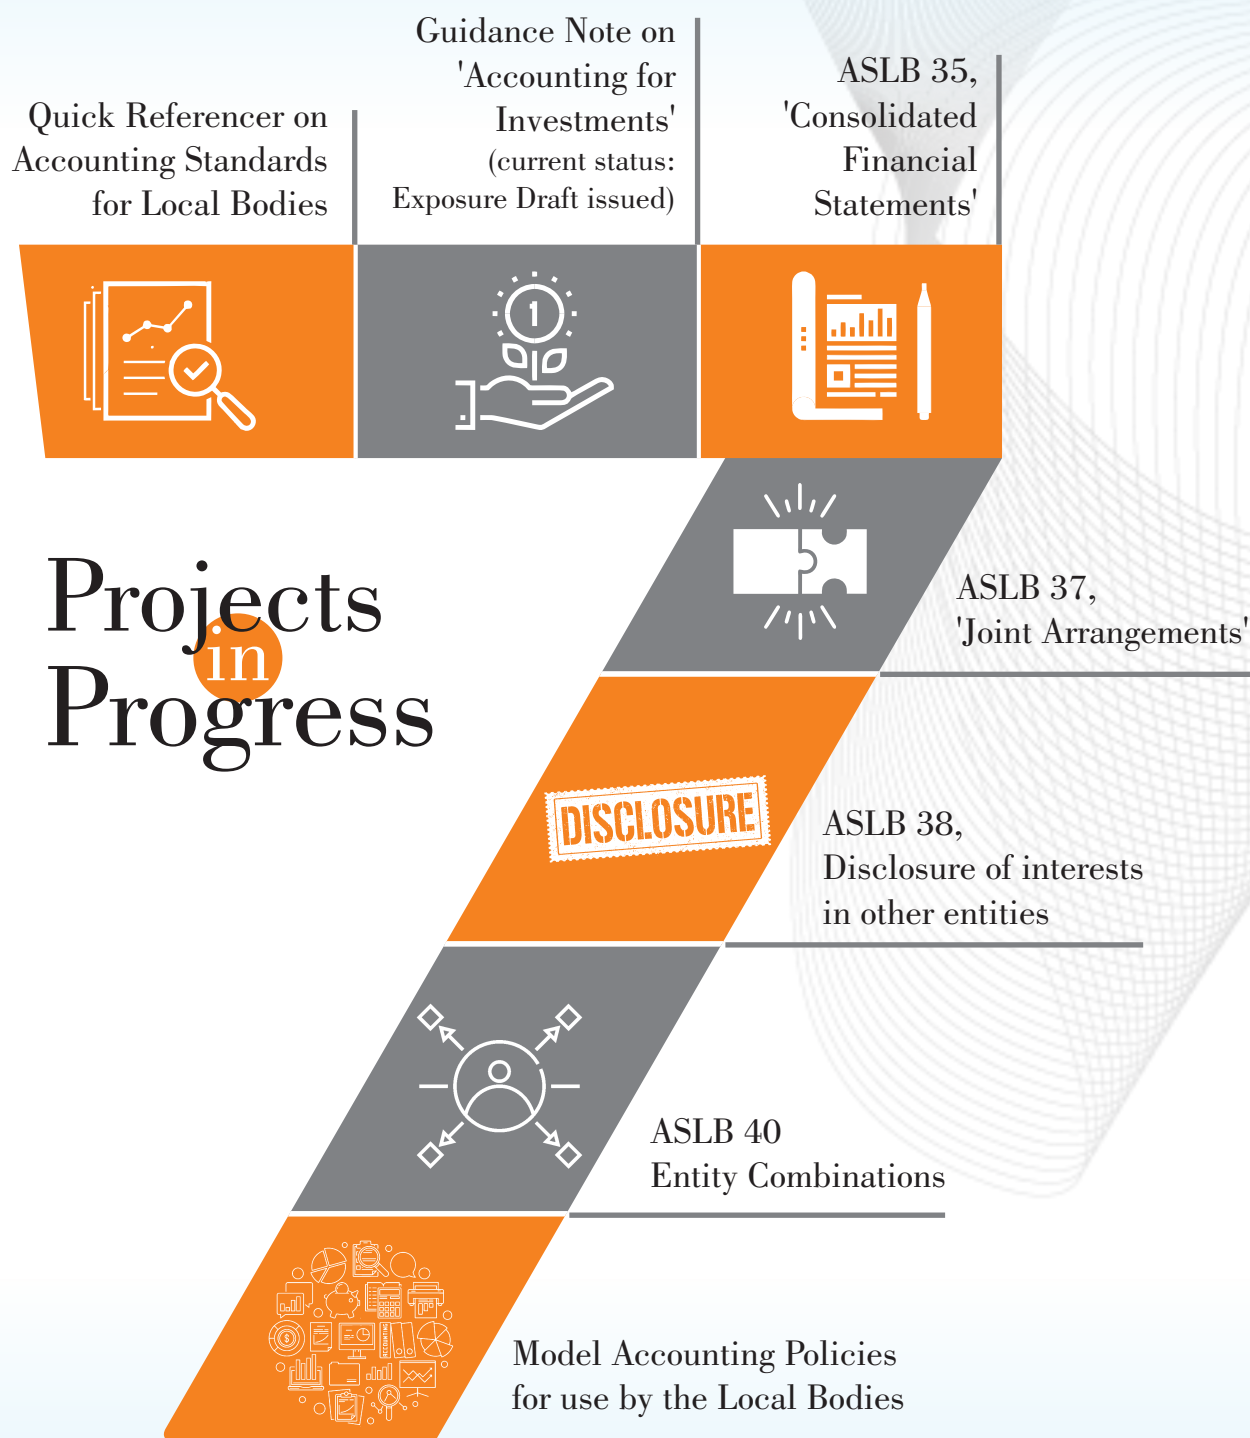 Quick Referencer on
Accounting Standards
for Local Bodies
Guidance Note on
'Accounting for
Investments'
(current status:
Exposure Draft issued)
ASLB 35,
'Consolidated
Financial
Statements'
1
Projects
in
Progress
ASLB 37,
'Joint Arrangements'
DISCLOSURE
ASLB 38,
Disclosure of interests
in other entities
ASLB 40
Entity Combinations
$
ACCOUNTING
Model Accounting Policies
for use by the Local Bodies